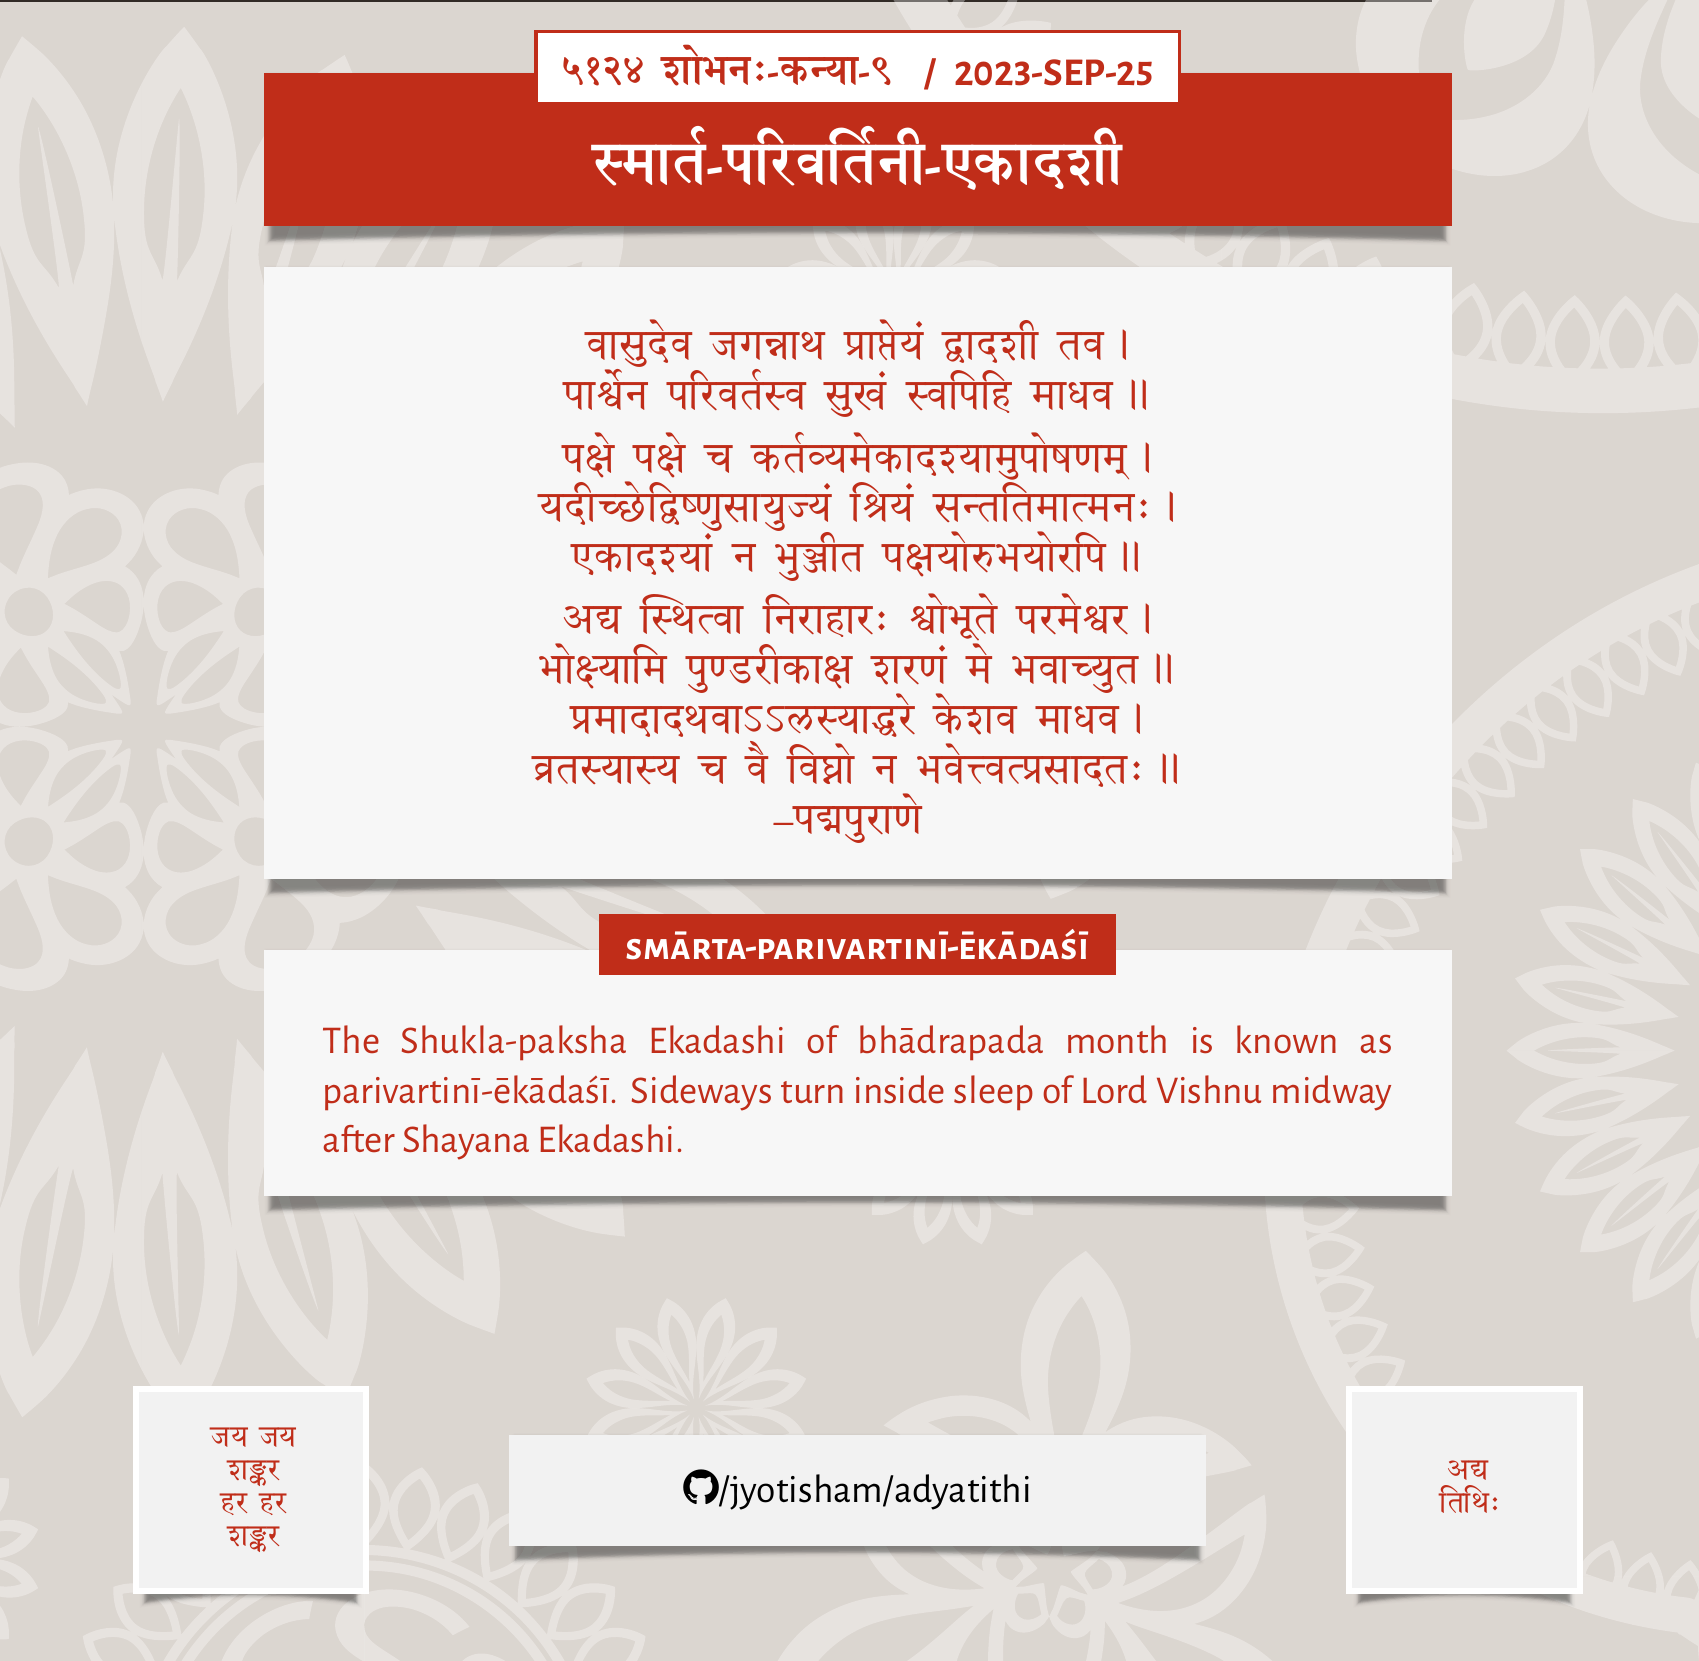 ५१२४ शोभनः-कन्या-९ / 2023-SEP-25
स्मार्त-परिवर्तिनी-एकादशी
वासुदेव जगन्नाथ प्राप्तेयं द्वादशी तव।
पार्श्वेन परिवर्तस्व सुखं स्वपिहि माधव॥
पक्षे पक्षे च कर्तव्यमेकादश्यामुपोषणम्।
यदीच्छेद्विष्णुसायुज्यं श्रियं सन्ततिमात्मनः।
एकादश्यां न भुञ्जीत पक्षयोरुभयोरपि॥
अद्य स्थित्वा निराहारः श्वोभूते परमेश्वर।
भोक्ष्यामि पुण्डरीकाक्ष शरणं मे भवाच्युत॥
प्रमादादथवाऽऽलस्याद्धरे केशव माधव।
व्रतस्यास्य च वै विघ्नो न भवेत्त्वत्प्रसादतः॥
–पद्मपुराणे
SMĀRTA-PARIVARTINĪ-ĒKĀDAŚĪ
The Shukla-paksha Ekadashi of bhādrapada month is known as
parivartinī-ēkādaśī. Sideways turn inside sleep of Lord Vishnu midway
after Shayana Ekadashi.
जय जय
शङ्कर
हर हर
शङ्कर
/jyotisham/adyatithi
अद्य
तिथिः